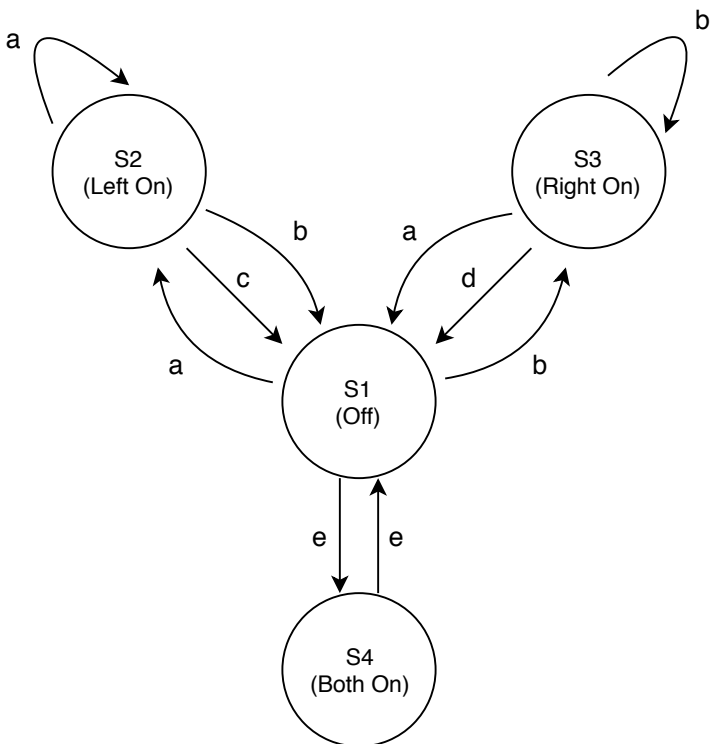 a
b
S2
(Left On)
S3
(Right On)
b
a
c
d
a
b
S1
(Off)
e
e
S4
(Both On)